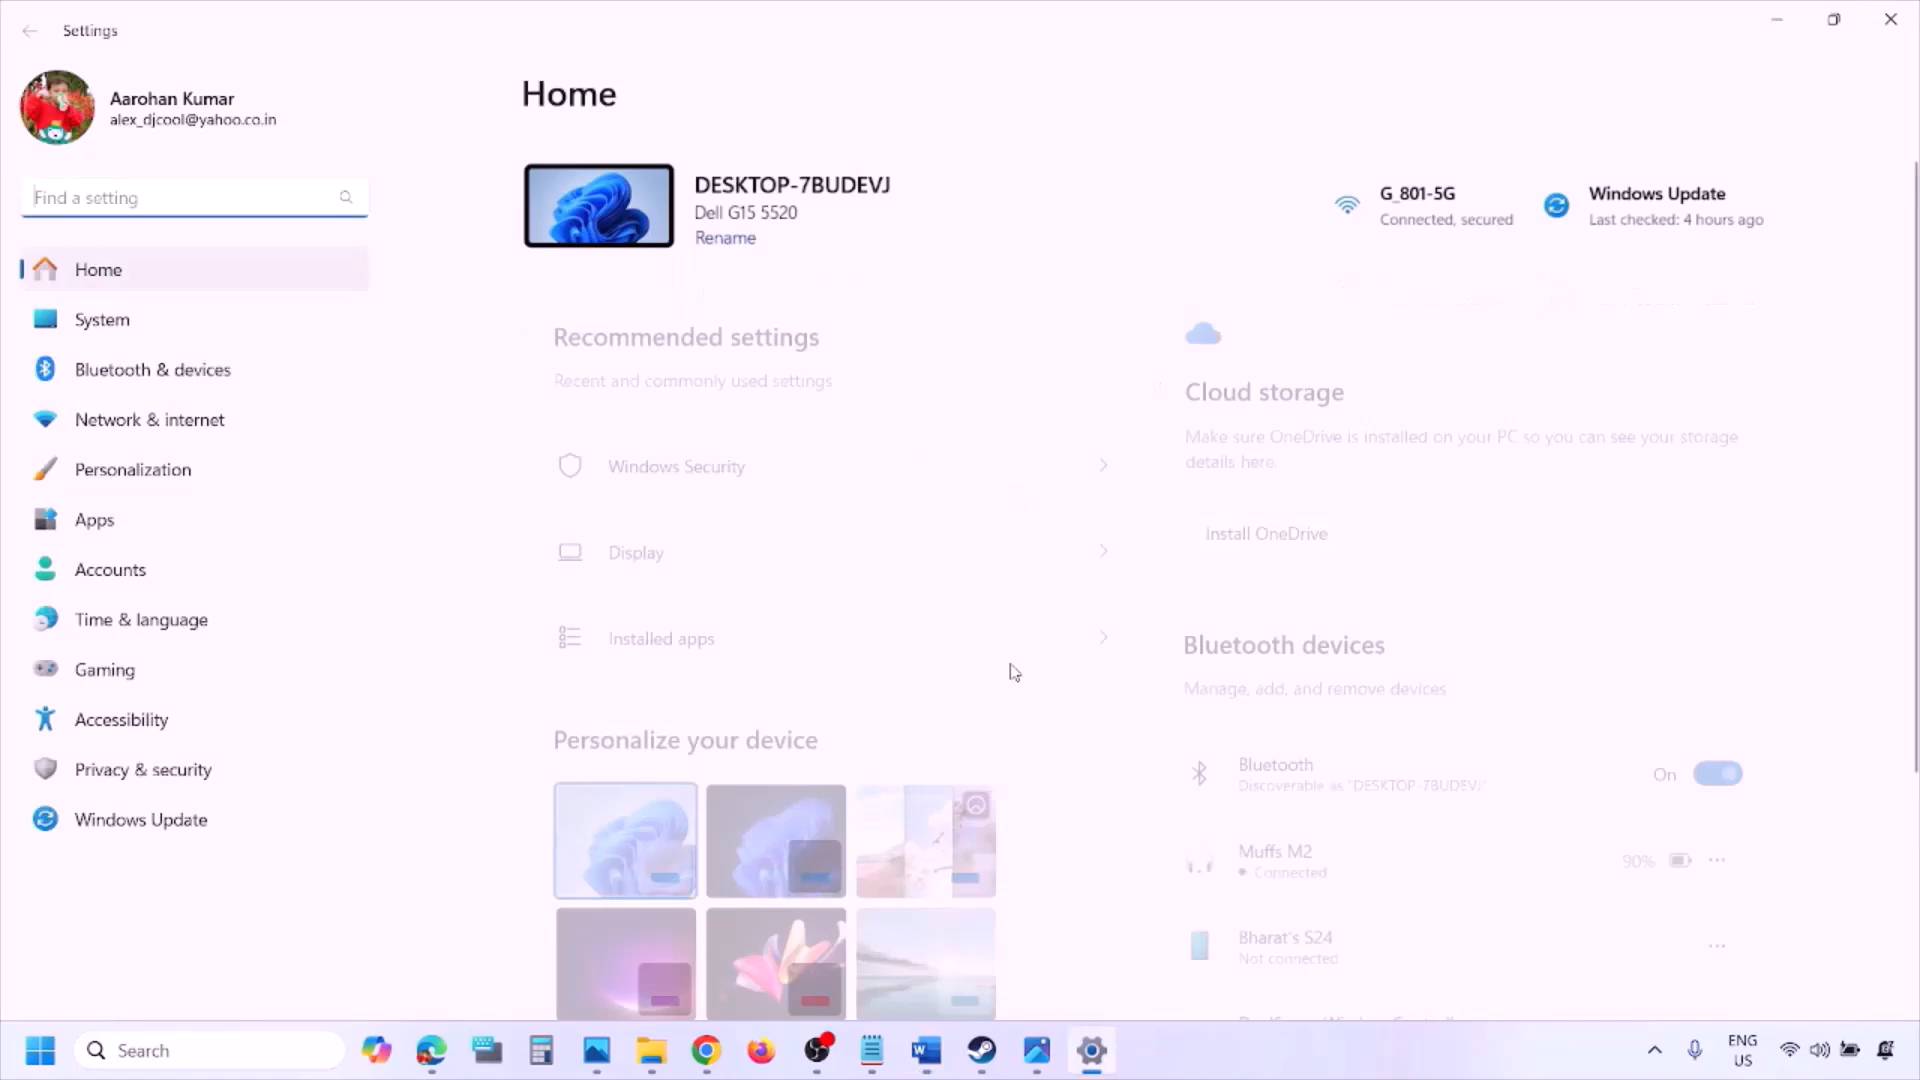 Settings
Aarohan Kumar
alex_djcool@yahoo.co.in
Find a setting
Home
System
Bluetooth & devices
Network & internet
Personalization
Apps
Accounts
Time & language
Gaming
Accessibility
Privacy & security
Windows Update
Home
DESKTOP-7BUDEVJ
Dell G15 5520
Rename
G_801-5G
Connected, secured
Windows Update
Last checked: 4 hours ago
Recommended settings
Recent and commonly used settings
Windows Security
Display
Installed apps
Personalize your device
Cloud storage
Make sure OneDrive is installed on your PC so you can see your storage
details here.
Install OneDrive
Bluetooth devices
Manage, add, and remove devices
Bluetooth
Discoverable as "DESKTOP-7BUDEVJ"
On
Muffs M2
Connected
90%
Bharat's S24
Not connected
Search
ENG
US